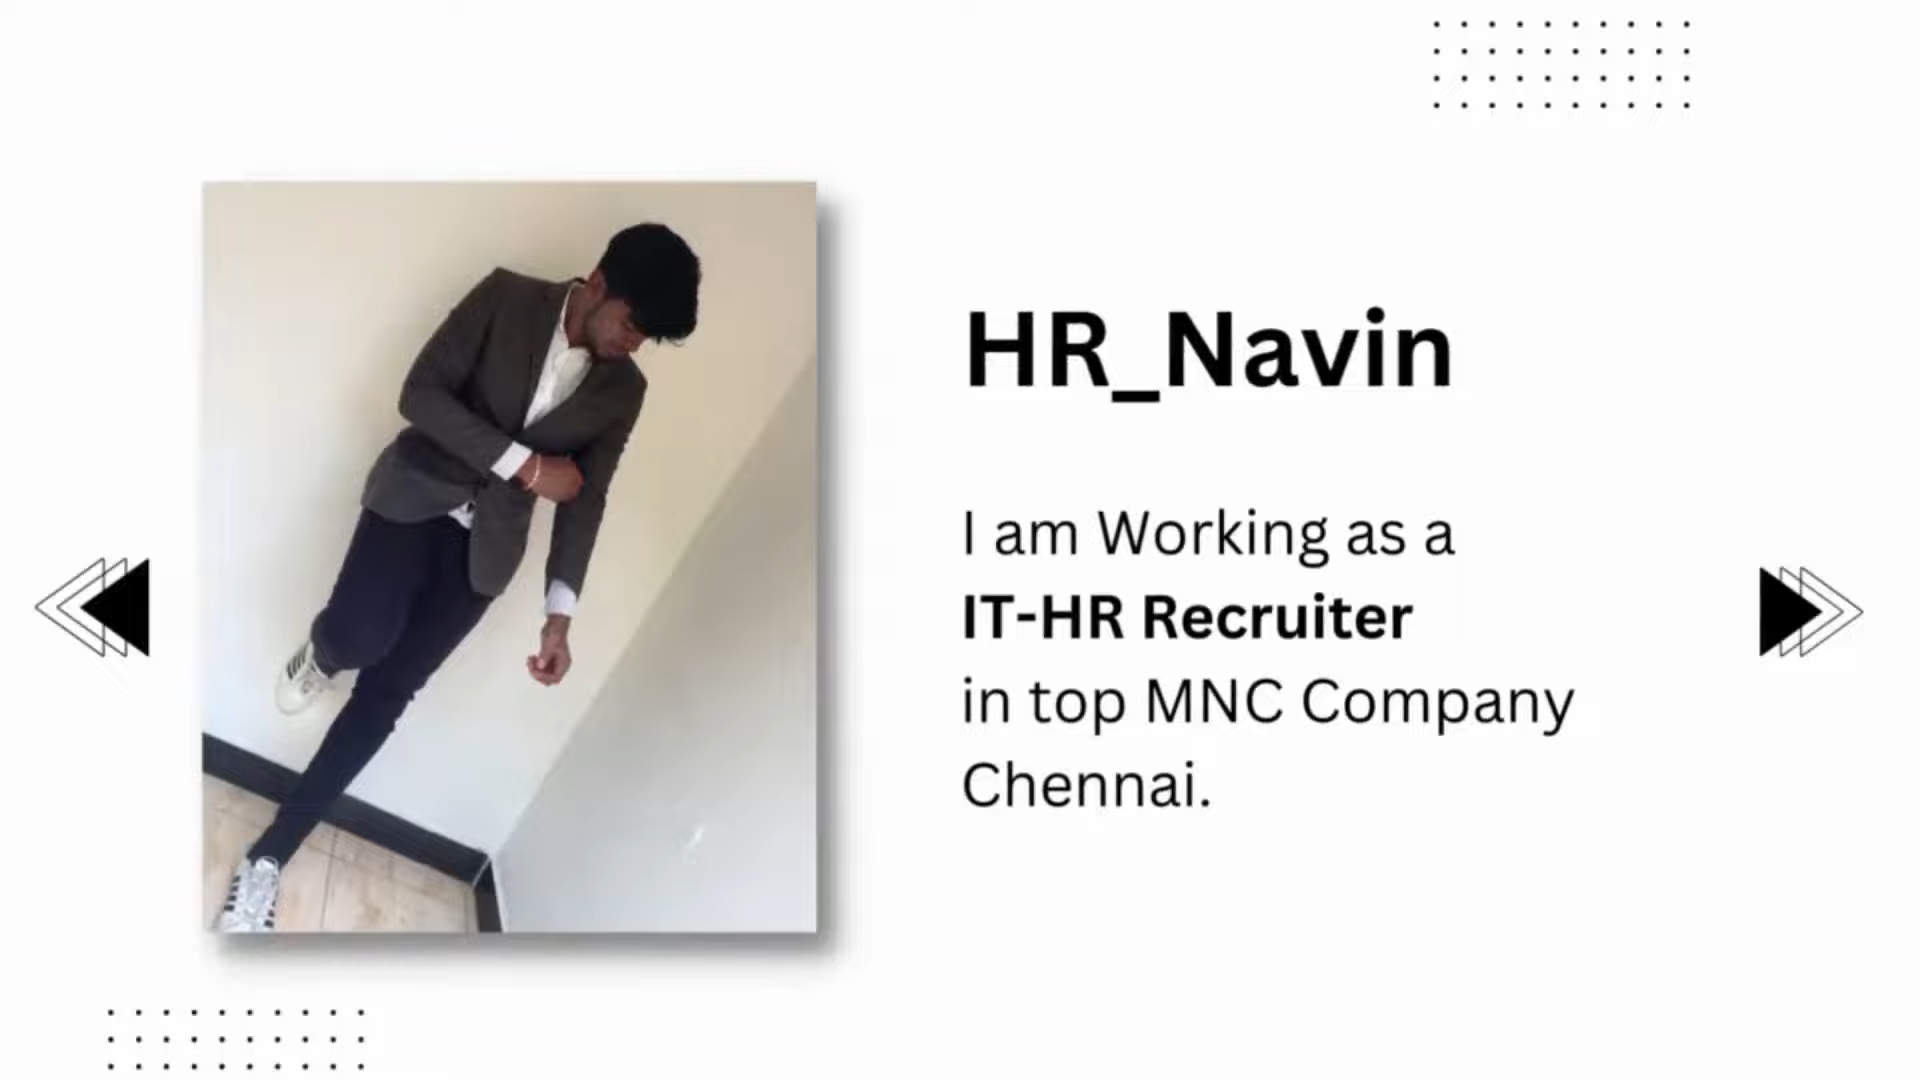 HR_Navin
I am Working as a
IT-HR Recruiter
in top MNC Company
Chennai.